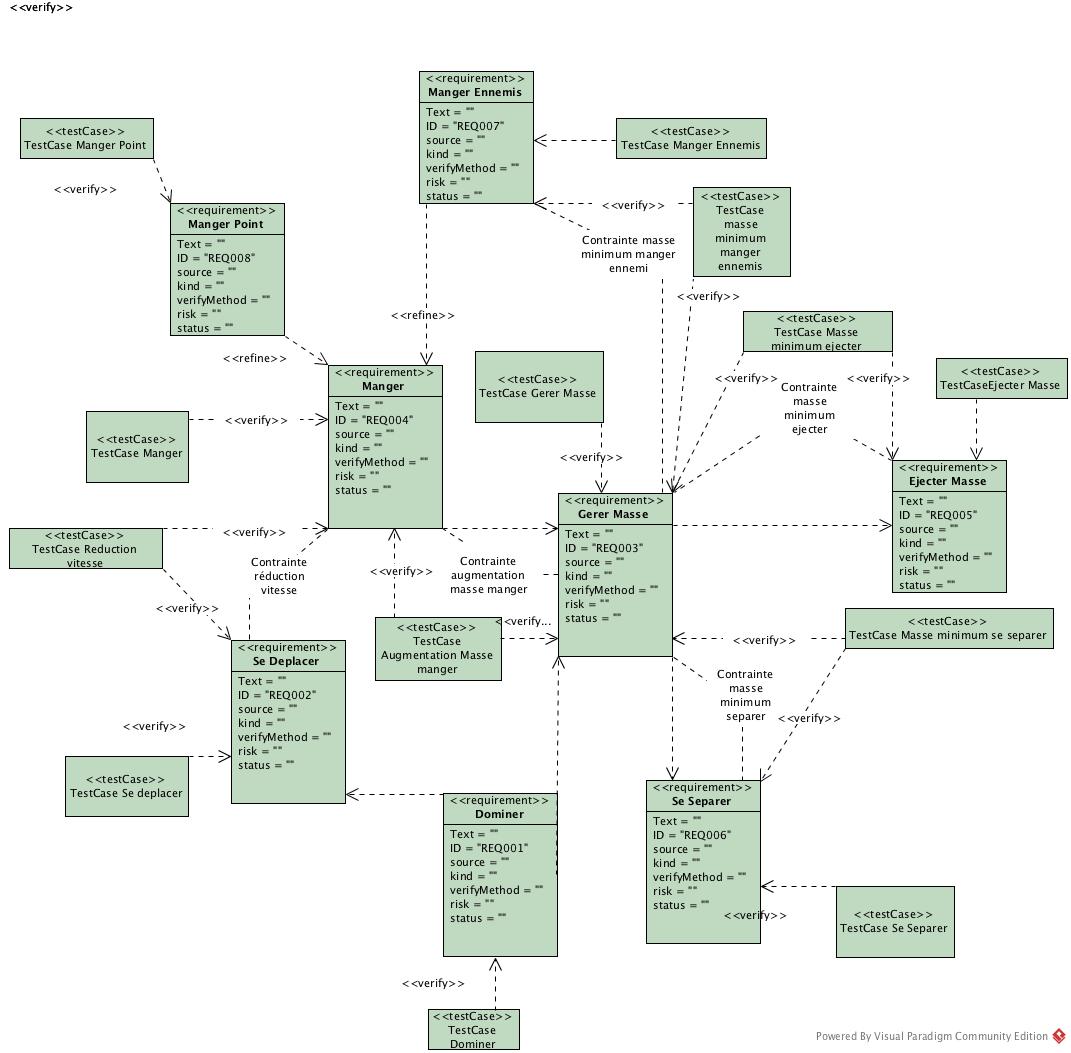 <<verify>>
<<requirement>>
Manger Ennemis
Text = ""
ID = "REQ007"
source = ""
kind = ""
verifyMethod = ""
risk = ""
status = ""
<<testCase>>
TestCase Manger Point
<<testCase>>
TestCase Manger Ennemis
<<verify>>
<<requirement>>
Manger Point
Text = ""
ID = "REQ008"
source = ""
kind = ""
verifyMethod = ""
risk = ""
status = ""
<<verify>>
<<testCase>>
TestCase
masse
minimum
manger
ennemis
Contrainte masse
minimum manger
ennemi
<<verify>>
<<refine>>
<<refine>>
<<testCase>>
TestCase Masse
minimum ejecter
<<verify>>
<<verify>>
Contrainte
masse
minimum
ejecter
<<testCase>>
TestCaseEjecter Masse
<<requirement>>
Manger
Text = ""
ID = "REQ004"
source = ""
kind = ""
verifyMethod = ""
risk = ""
status = ""
<<testCase>>
TestCase Gerer Masse
<<verify>>
<<testCase>>
TestCase Manger
<<verify>>
<<requirement>>
Ejecter Masse
Text = ""
ID = "REQ005"
source = ""
kind = ""
verifyMethod = ""
risk = ""
status = ""
<<requirement>>
Gerer Masse
Text = ""
ID = "REQ003"
source = ""
kind = ""
verifyMethod = ""
risk = ""
status = ""
<<testCase>>
TestCase Reduction
vitesse
<<verify>>
Contrainte
réduction
vitesse
<<verify>>
Contrainte
augmentation
masse manger
<<verify>>
<<testCase>>
TestCase
Augmentation Masse
manger
<<verify...
<<testCase>>
TestCase Masse minimum se separer
<<verify>>
<<requirement>>
Se Deplacer
Text = ""
ID = "REQ002"
source = ""
kind = ""
verifyMethod = ""
risk = ""
status = ""
Contrainte
masse
minimum
separer
<<verify>>
<<verify>>
<<testCase>>
TestCase Se deplacer
<<requirement>>
Dominer
Text = ""
ID = "REQ001"
source = ""
kind = ""
verifyMethod = ""
risk = ""
status = ""
<<requirement>>
Se Separer
Text = ""
ID = "REQ006"
source = ""
kind = ""
verifyMethod = ""
risk = ""
status = ""
<<verify>>
<<testCase>>
TestCase Se Separer
<<verify>>
<<testCase>>
TestCase
Dominer
Powered By Visual Paradigm Community Edition